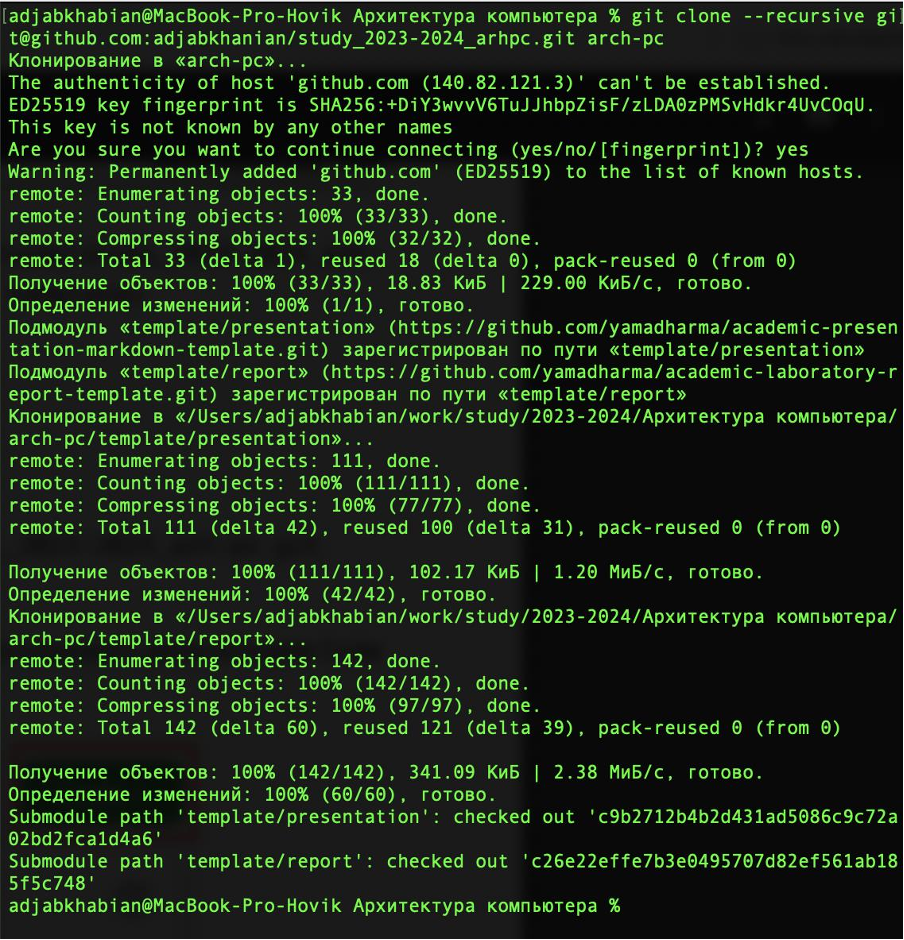 [adjabkhabian@MacBook-Pro-Hovik Архитектура компьютера % git clone --recursive gi]
t@github.com:adjabkhanian/study_2023-2024_arhpc.git arch-pc
Клонирование в «arch-pc»...
The authenticity of host 'github.com (140.82.121.3)' can't be established.
ED25519 key fingerprint is SHA256:+DiY3wvvV6TuJJhbpZisF/zLDA0zPMSvHdkr4UvCOqU.
This key is not known by any other names
Are you sure you want to continue connecting (yes/no/[fingerprint])? yes
Warning: Permanently added 'github.com' (ED25519) to the list of known hosts.
remote: Enumerating objects: 33, done.
remote: Counting objects: 100% (33/33), done.
remote: Compressing objects: 100% (32/32), done.
remote: Total 33 (delta 1), reused 18 (delta 0), pack-reused 0 (from 0)
Получение объектов: 100% (33/33), 18.83 КиБ | 229.00 КиБ/с, готово.
Определение изменений: 100% (1/1), готово.
Подмодуль «template/presentation» (https://github.com/yamadharma/academic-presen
tation-markdown-template.git) зарегистрирован по пути «template/presentation»
Подмодуль «template/report» (https://github.com/yamadharma/academic-laboratory-r
eport-template.git) зарегистрирован по пути «template/report»
Клонирование в «/Users/adjabkhabian/work/study/2023-2024/Архитектура компьютера/
arch-pc/template/presentation»...
remote: Enumerating objects: 111, done.
remote: Counting objects: 100% (111/111), done.
remote: Compressing objects: 100% (77/77), done.
remote: Total 111 (delta 42), reused 100 (delta 31), pack-reused 0 (from 0)
Получение объектов: 100% (111/111), 102.17 КиБ | 1.20 МиБ/с, готово.
Определение изменений: 100% (42/42), готово.
Клонирование в «/Users/adjabkhabian/work/study/2023-2024/Архитектура компьютера/
arch-pc/template/report»...
remote: Enumerating objects: 142, done.
remote: Counting objects: 100% (142/142), done.
remote: Compressing objects: 100% (97/97), done.
remote: Total 142 (delta 60), reused 121 (delta 39), pack-reused 0 (from 0)
Получение объектов: 100% (142/142), 341.09 КиБ | 2.38 МиБ/с, готово.
Определение изменений: 100% (60/60), готово.
Submodule path 'template/presentation': checked out 'c9b2712b4b2d431ad5086c9c72a
02bd2fca1d4a6'
Submodule path 'template/report': checked out 'c26e22effe7b3e0495707d82ef561ab18
5f5c748'
adjabkhabian@MacBook-Pro-Hovik Архитектура компьютера %